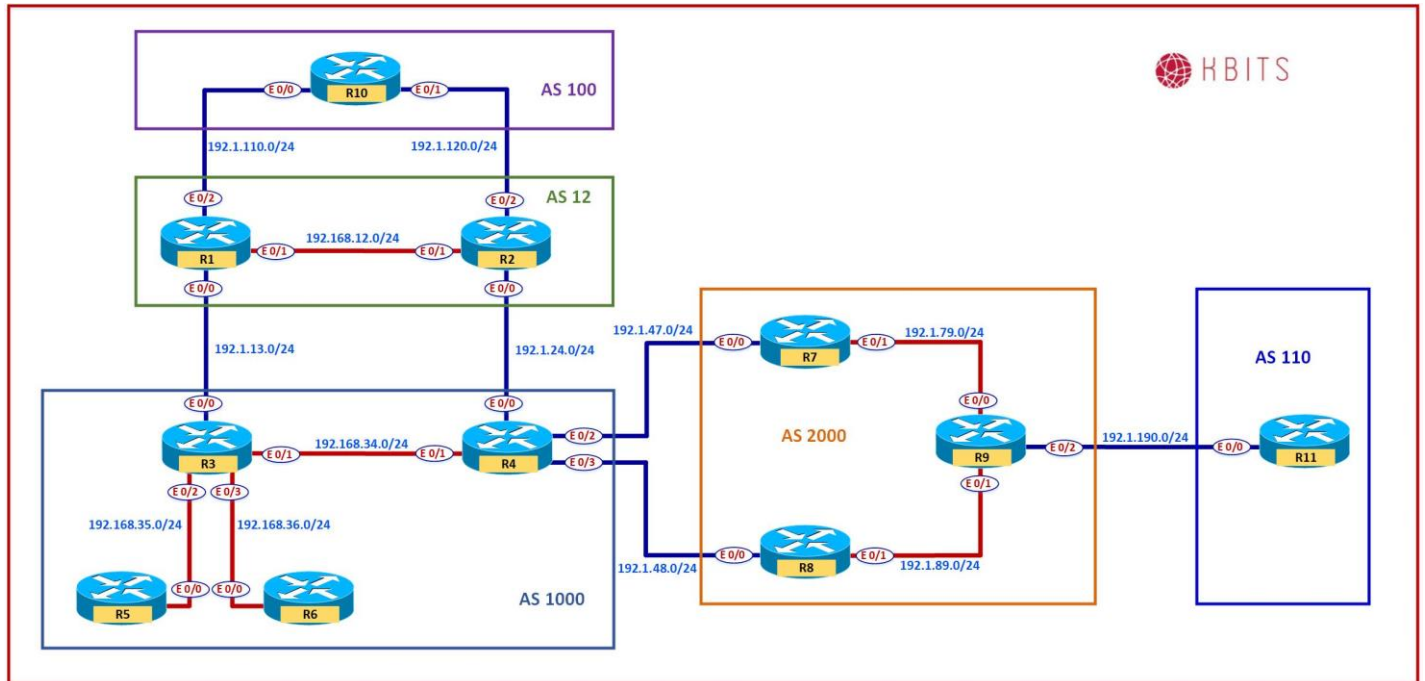 KBITS
AS 100
E 0/0
R10
E 0/1
192.1.110.0/24
192.1.120.0/24
AS 12
E 0/2
E 0/2
192.168.12.0/24
R1
E 0/1
E 0/1
R2
E 0/0
E 0/0
192.1.13.0/24
192.1.24.0/24
AS 1000
E 0/0
E 0/0
192.168.34.0/24
R3
E 0/1
E 0/1
R4
E 0/2
E 0/3
E 0/2
E 0/3
192.168.35.0/24
192.168.36.0/24
E 0/0
E 0/0
R5
R6
192.1.47.0/24
192.1.48.0/24
AS 2000
E 0/0
R7
E 0/1
192.1.79.0/24
E 0/0
R9
E 0/2
E 0/1
E 0/0
R8
E 0/1
192.1.89.0/24
192.1.190.0/24
AS 110
E 0/0
R11